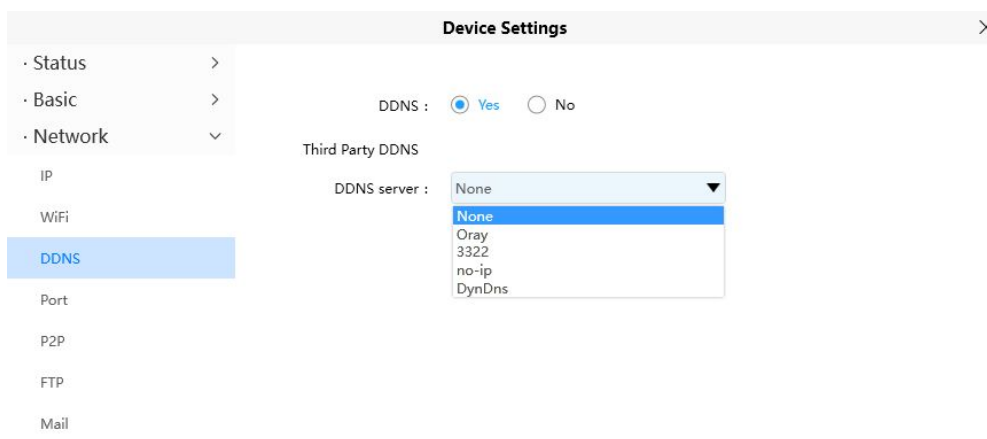 Device Settings
· Status
· Basic
· Network
IP
WiFi
DDNS
Port
P2P
FTP
Mail
DDNS : Yes No
Third Party DDNS
DDNS server : None
None
Oray
3322
no-ip
DynDns